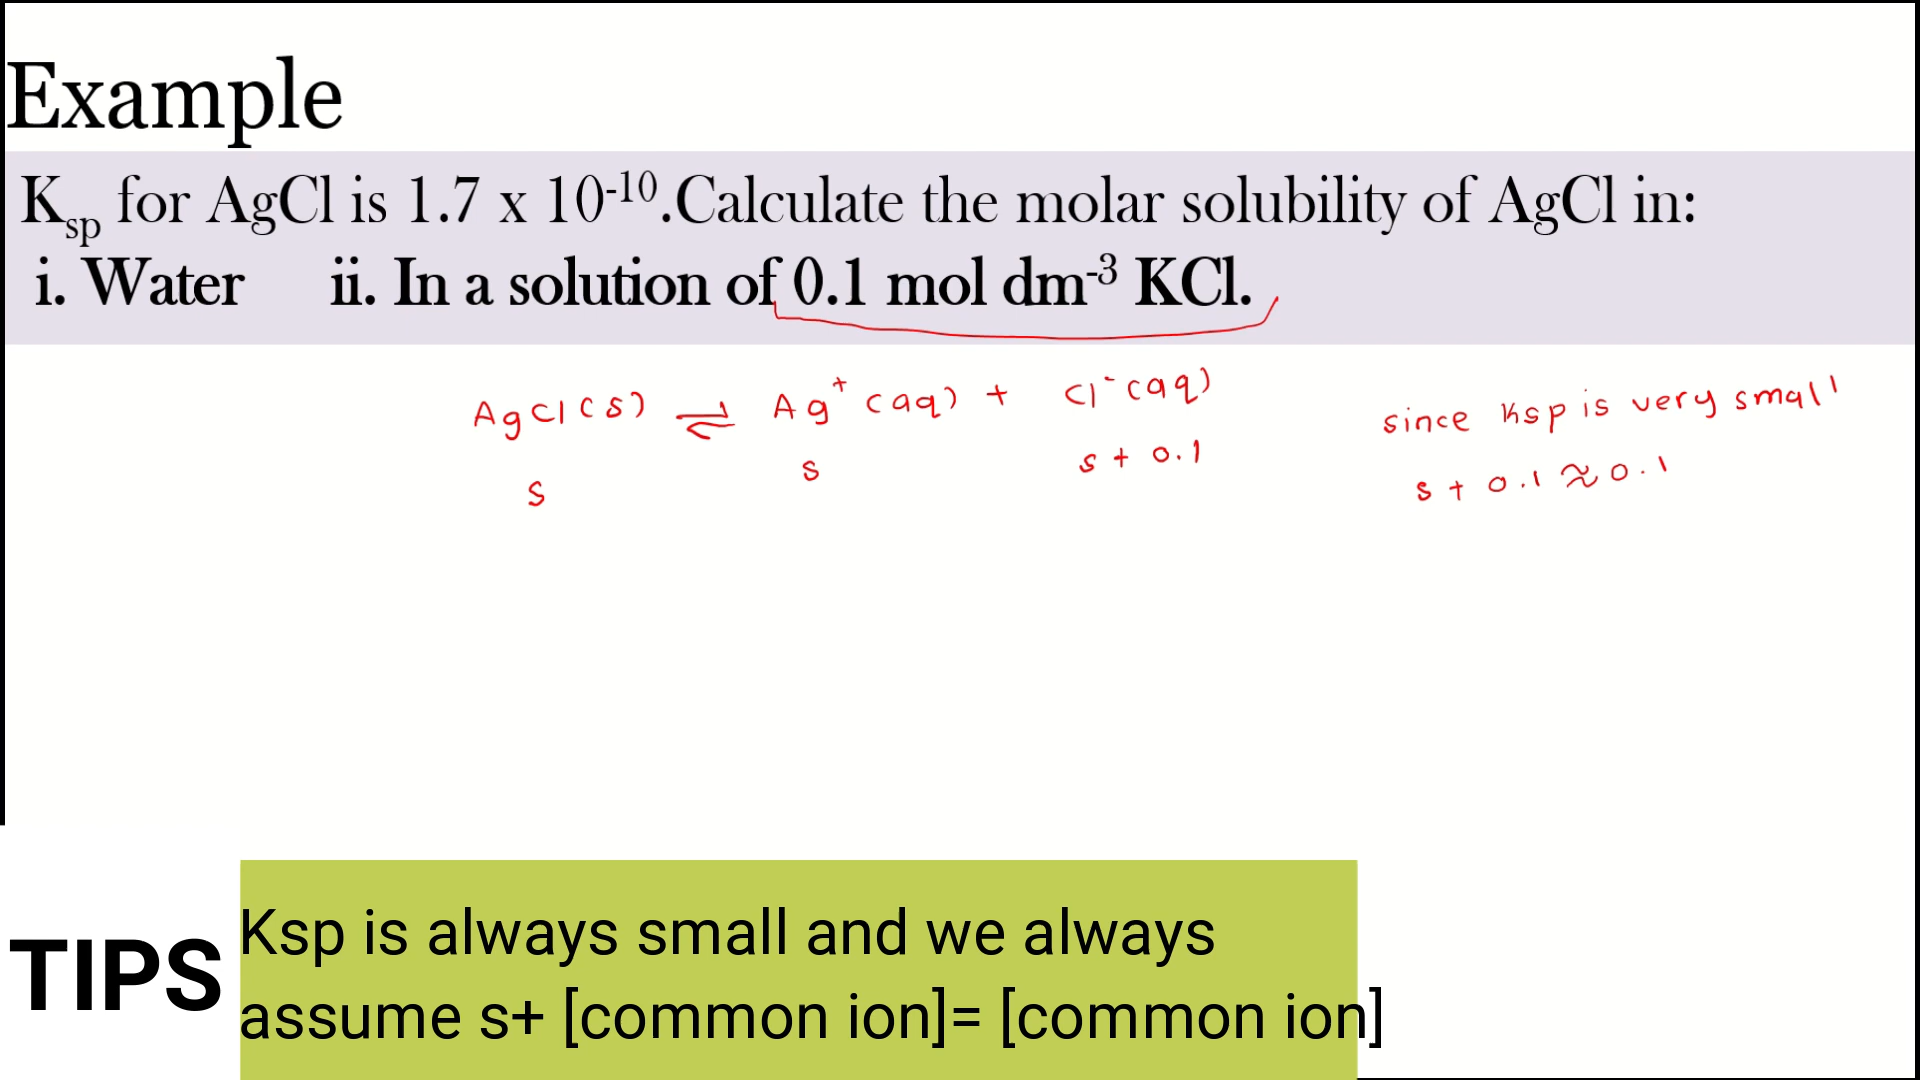 Example
Ksp for AgCl is 1.7 x 10⁻¹⁰.Calculate the molar solubility of AgCl in:
i. Water ii. In a solution of 0.1 mol dm⁻³ KCl.
AgCl(s) ⇌ Ag⁺(aq) + Cl⁻(aq)
s s s + 0.1
since Ksp is very small
s + 0.1 ≈ 0.1
TIPS
Ksp is always small and we always
assume s+ [common ion]= [common ion]